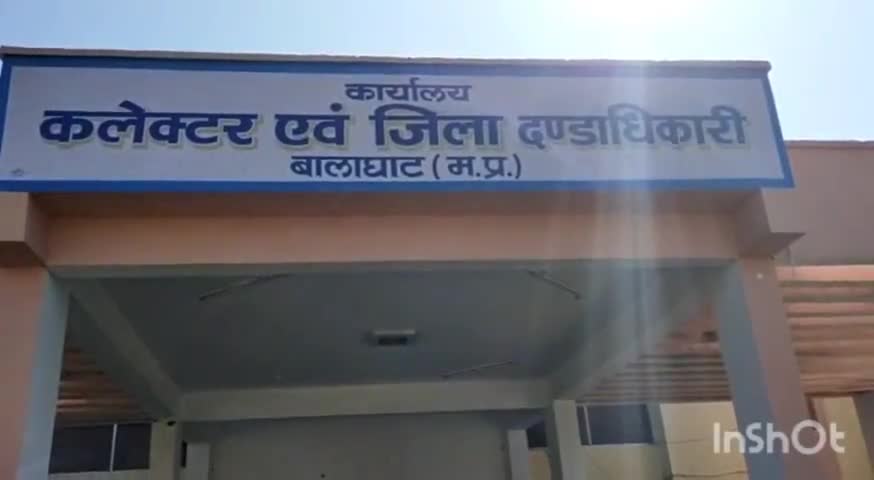 कार्यालय
कलेक्टर एवं जिला दण्डाधिकारी
बालाघाट (म.प्र.)
InShOt